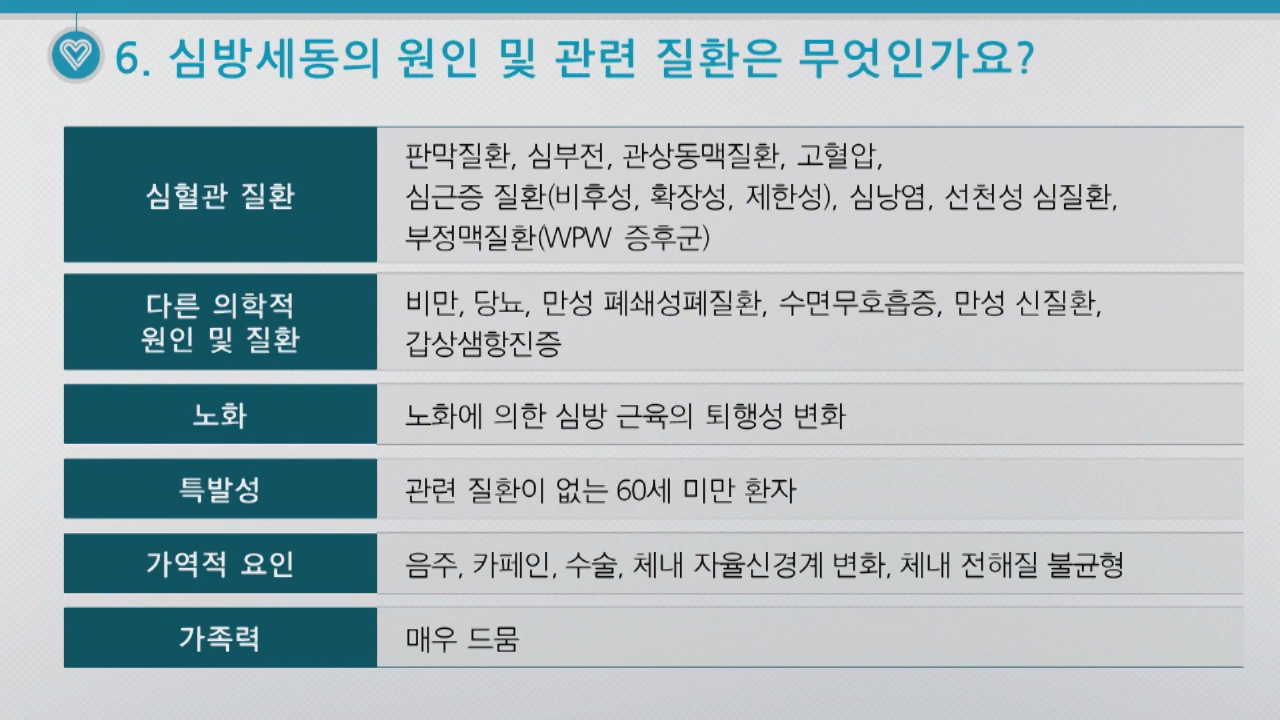 6. 심방세동의 원인 및 관련 질환은 무엇인가요?
심혈관 질환
판막질환, 심부전, 관상동맥질환, 고혈압,
심근증 질환(비후성, 확장성, 제한성), 심낭염, 선천성 심질환,
부정맥질환(WPW 증후군)
다른 의학적
원인 및 질환
비만, 당뇨, 만성 폐쇄성폐질환, 수면무호흡증, 만성 신질환,
갑상샘항진증
노화
노화에 의한 심방 근육의 퇴행성 변화
특발성
관련 질환이 없는 60세 미만 환자
가역적 요인
음주, 카페인, 수술, 체내 자율신경계 변화, 체내 전해질 불균형
가족력
매우 드뭄